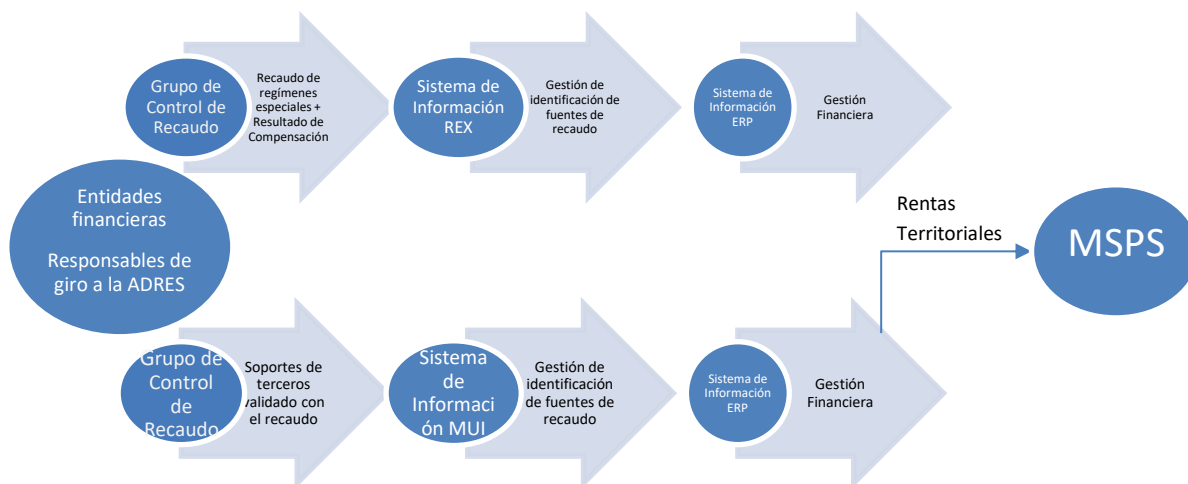 Grupo de
Control de
Recaudo
Recaudo de
regímenes
especiales +
Resultado de
Compensación
Sistema de
Información
REX
Gestión de
identificación de
fuentes de
recaudo
Sistema de
Información
ERP
Gestión
Financiera
Entidades
financieras
Responsables de
giro a la ADRES
Rentas
Territoriales
MSPS
Grupo de
Control
de
Recaudo
Soportes de
terceros
validado con
el recaudo
Sistema
de
Informaci
ón MUI
Gestión de
identificación
de fuentes de
recaudo
Sistema de
Información
ERP
Gestión
Financiera